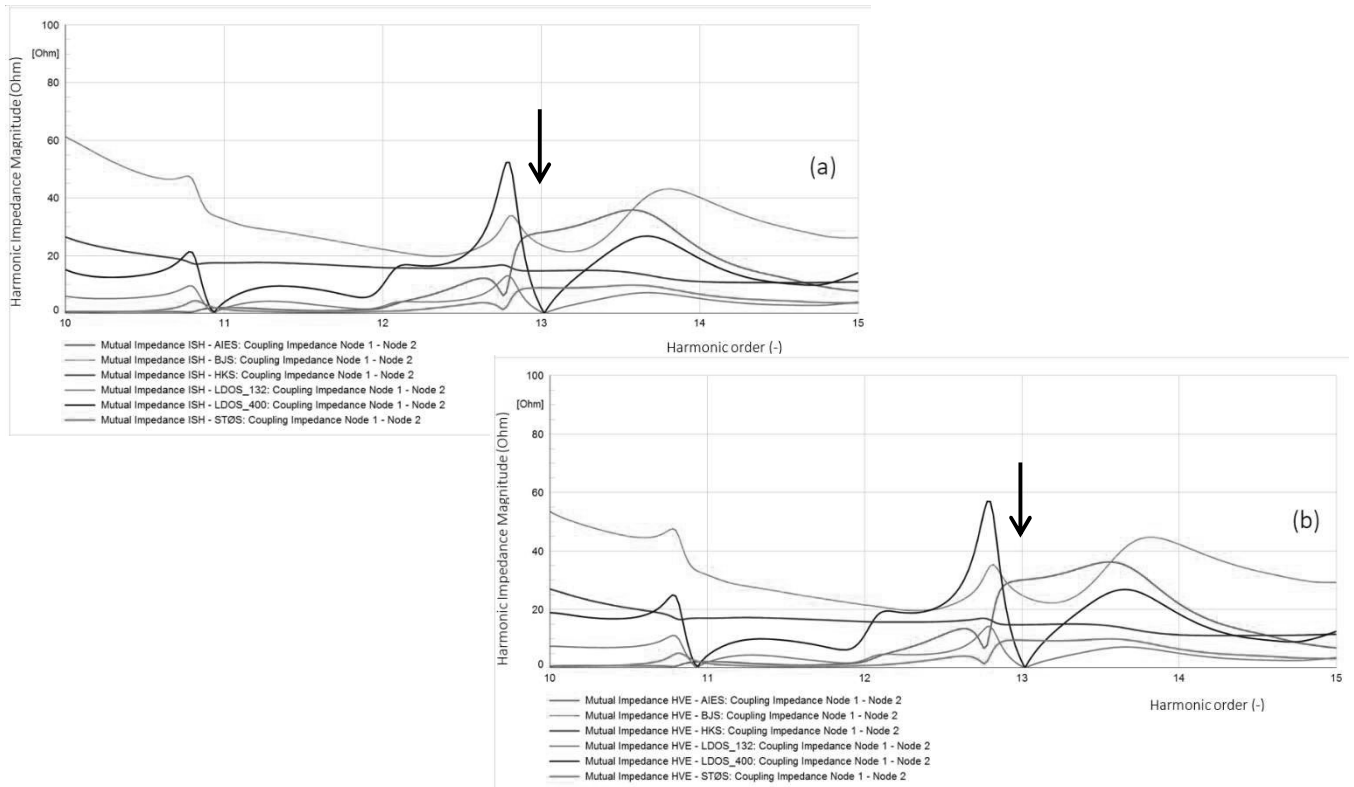 100
[Ohm]
80
60
40
20
0
Harmonic Impedance Magnitude (Ohm)
(a)
10 11 12 13 14 15
Harmonic order (-)
Mutual Impedance ISH - AIES: Coupling Impedance Node 1 - Node 2
Mutual Impedance ISH - BJS: Coupling Impedance Node 1 - Node 2
Mutual Impedance ISH - HKS: Coupling Impedance Node 1 - Node 2
Mutual Impedance ISH - LDOS_132: Coupling Impedance Node 1 - Node 2
Mutual Impedance ISH - LDOS_400: Coupling Impedance Node 1 - Node 2
Mutual Impedance ISH - STØS: Coupling Impedance Node 1 - Node 2
100
[Ohm]
80
60
40
20
0
Harmonic Impedance Magnitude (Ohm)
(b)
10 11 12 13 14 15
Harmonic order (-)
Mutual Impedance HVE - AIES: Coupling Impedance Node 1 - Node 2
Mutual Impedance HVE - BJS: Coupling Impedance Node 1 - Node 2
Mutual Impedance HVE - HKS: Coupling Impedance Node 1 - Node 2
Mutual Impedance HVE - LDOS_132: Coupling Impedance Node 1 - Node 2
Mutual Impedance HVE - LDOS_400: Coupling Impedance Node 1 - Node 2
Mutual Impedance HVE - STØS: Coupling Impedance Node 1 - Node 2